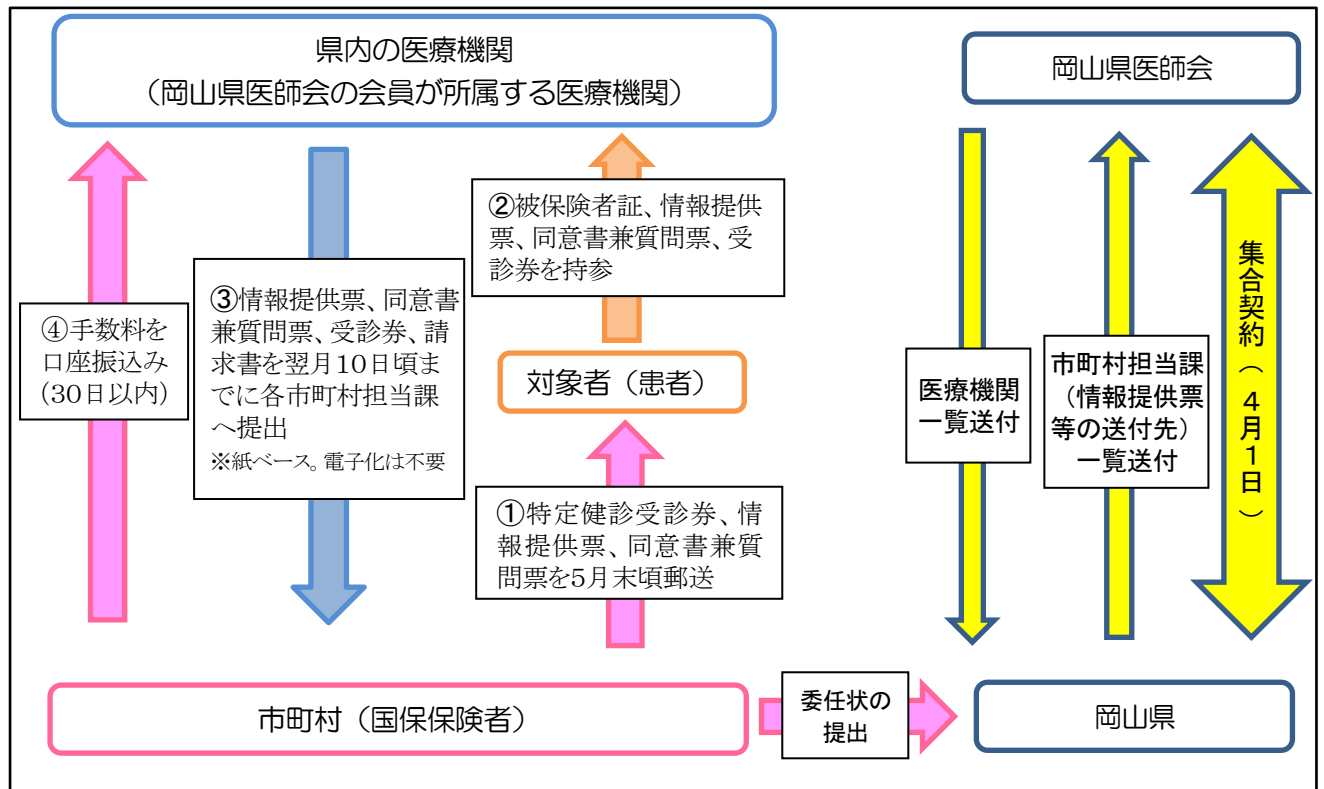 県内の医療機関
（岡山県医師会の会員が所属する医療機関）
岡山県医師会
②被保険者証、情報提供
票、同意書兼質問票、受
診券を持参
③情報提供票、同意書
兼質問票、受診券、請
求書を翌月10日頃ま
でに各市町村担当課
へ提出
※紙ベース。電子化は不要
④手数料を
口座振込み
(30日以内)
対象者（患者）
①特定健診受診券、情
報提供票、同意書兼質
問票を5月末頃郵送
医療機関
一覧送付
市町村担当課
（情報提供票
等の送付先）
一覧送付
集合契約（４月１日）
市町村（国保保険者）
委任状の
提出
岡山県